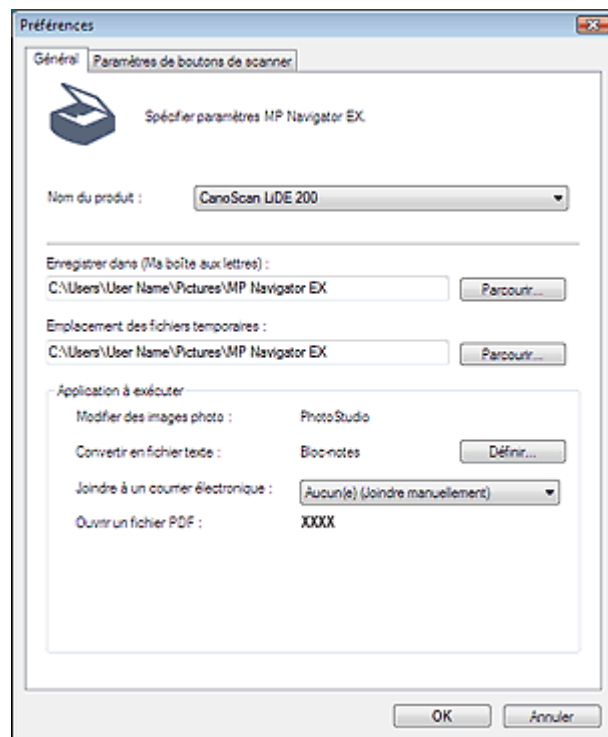 Préférences
Général Paramètres de boutons de scanner
Spécifier paramètres MP Navigator EX.
Nom du produit : CanoScan LiDE 200
Enregistrer dans (Ma boîte aux lettres) :
C:\Users\User Name\Pictures\MP Navigator EX Parcourir...
Emplacement des fichiers temporaires :
C:\Users\User Name\Pictures\MP Navigator EX Parcourir...
Application à exécuter
Modifier des images photo : PhotoStudio
Convertir en fichier texte : Bloc-notes Définir...
Joindre à un courrier électronique : Aucun(e) (Joindre manuellement)
Ouvrir un fichier PDF : XXXX
OK Annuler